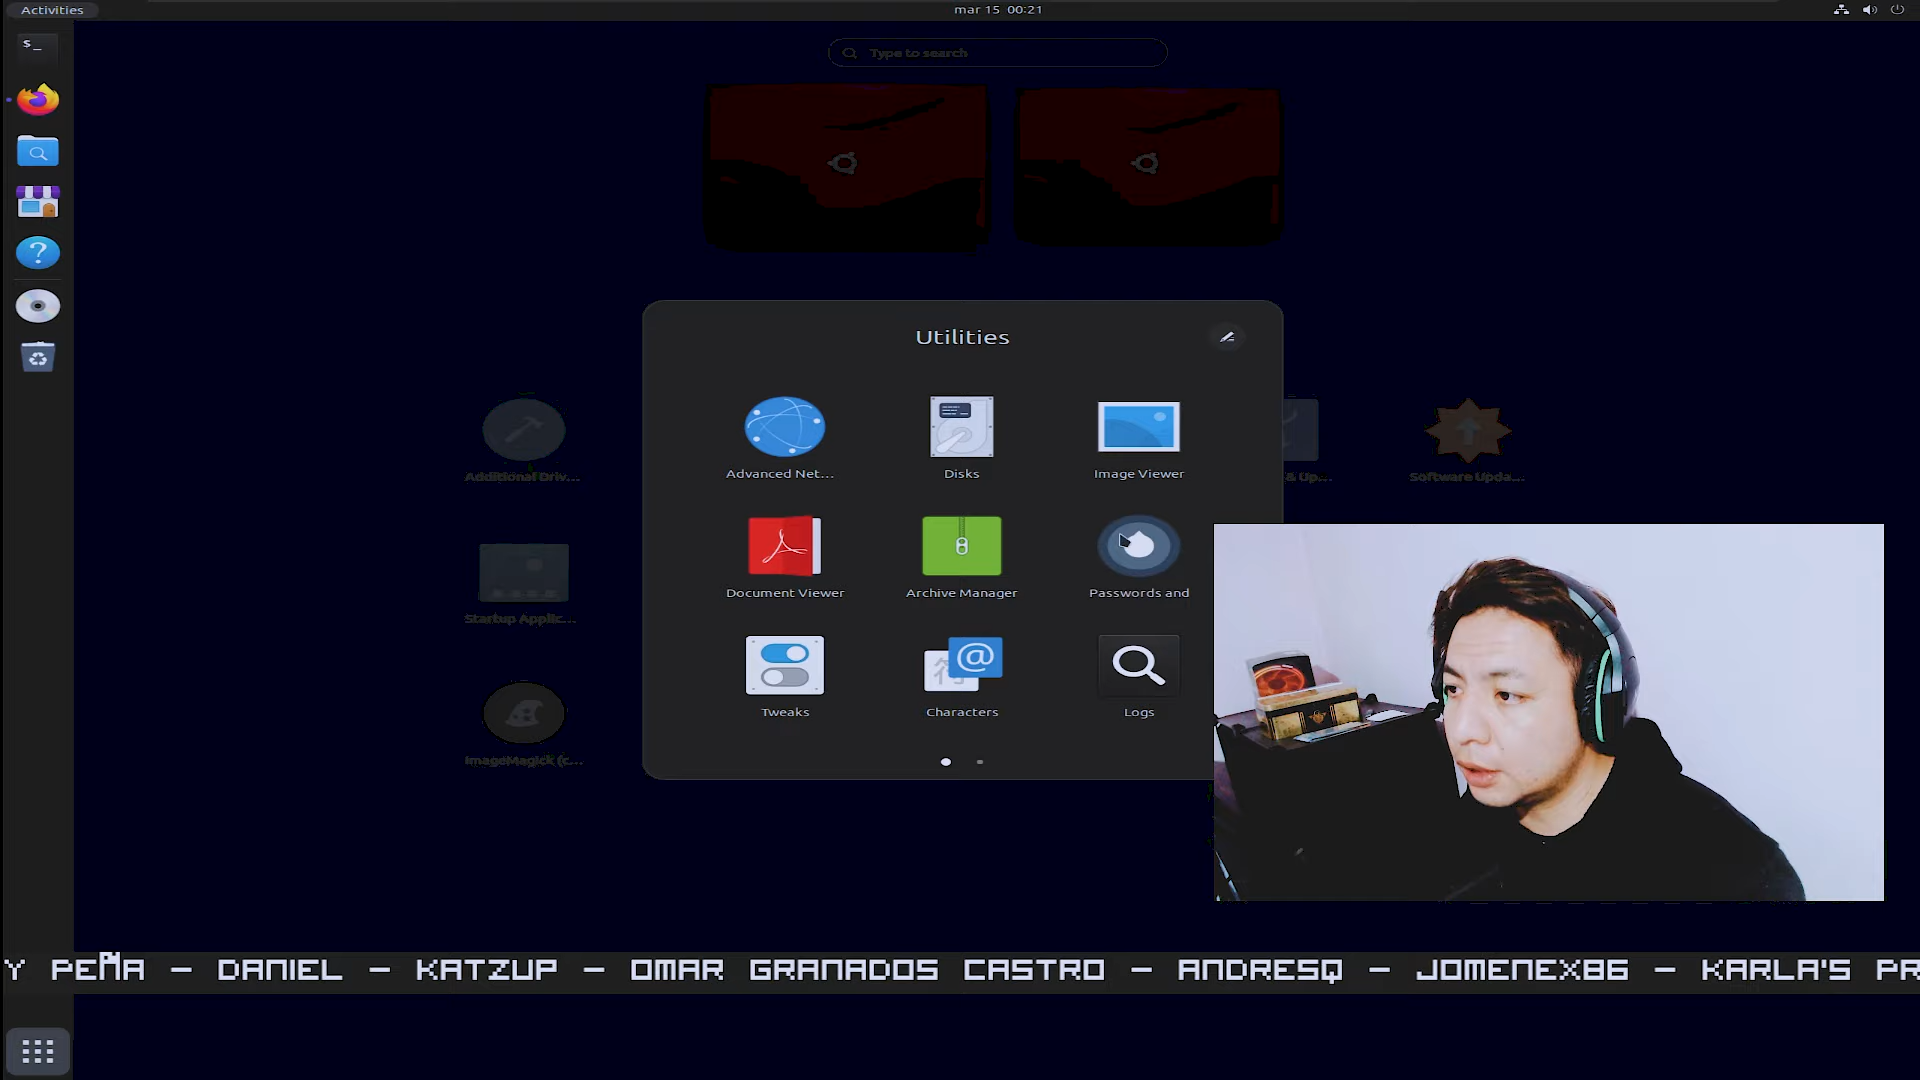 Activities
mar 15 00:21
$_
Type to search
Utilities
Advanced Net...
Disks
Image Viewer
Additional Driv...
& Up...
Software Upda...
Document Viewer
Archive Manager
Passwords and
Startup Applic...
Tweaks
Characters
Logs
ImageMagick (c...
Y PEÑA - DANIEL - KATZUP - OMAR GRANADOS CASTRO - ANDRESQ - JOMENEX86 - KARLA'S PR